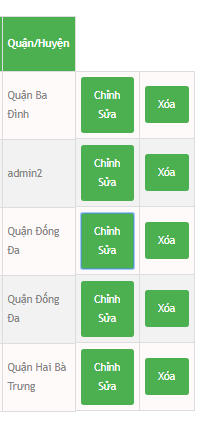 Quận/Huyện
Quận Ba
Đình
Chỉnh
Sửa
Xóa
admin2
Chỉnh
Sửa
Xóa
Quận Đống
Đa
Chỉnh
Sửa
Xóa
Quận Đống
Đa
Chỉnh
Sửa
Xóa
Quận Hai Bà
Trưng
Chỉnh
Sửa
Xóa